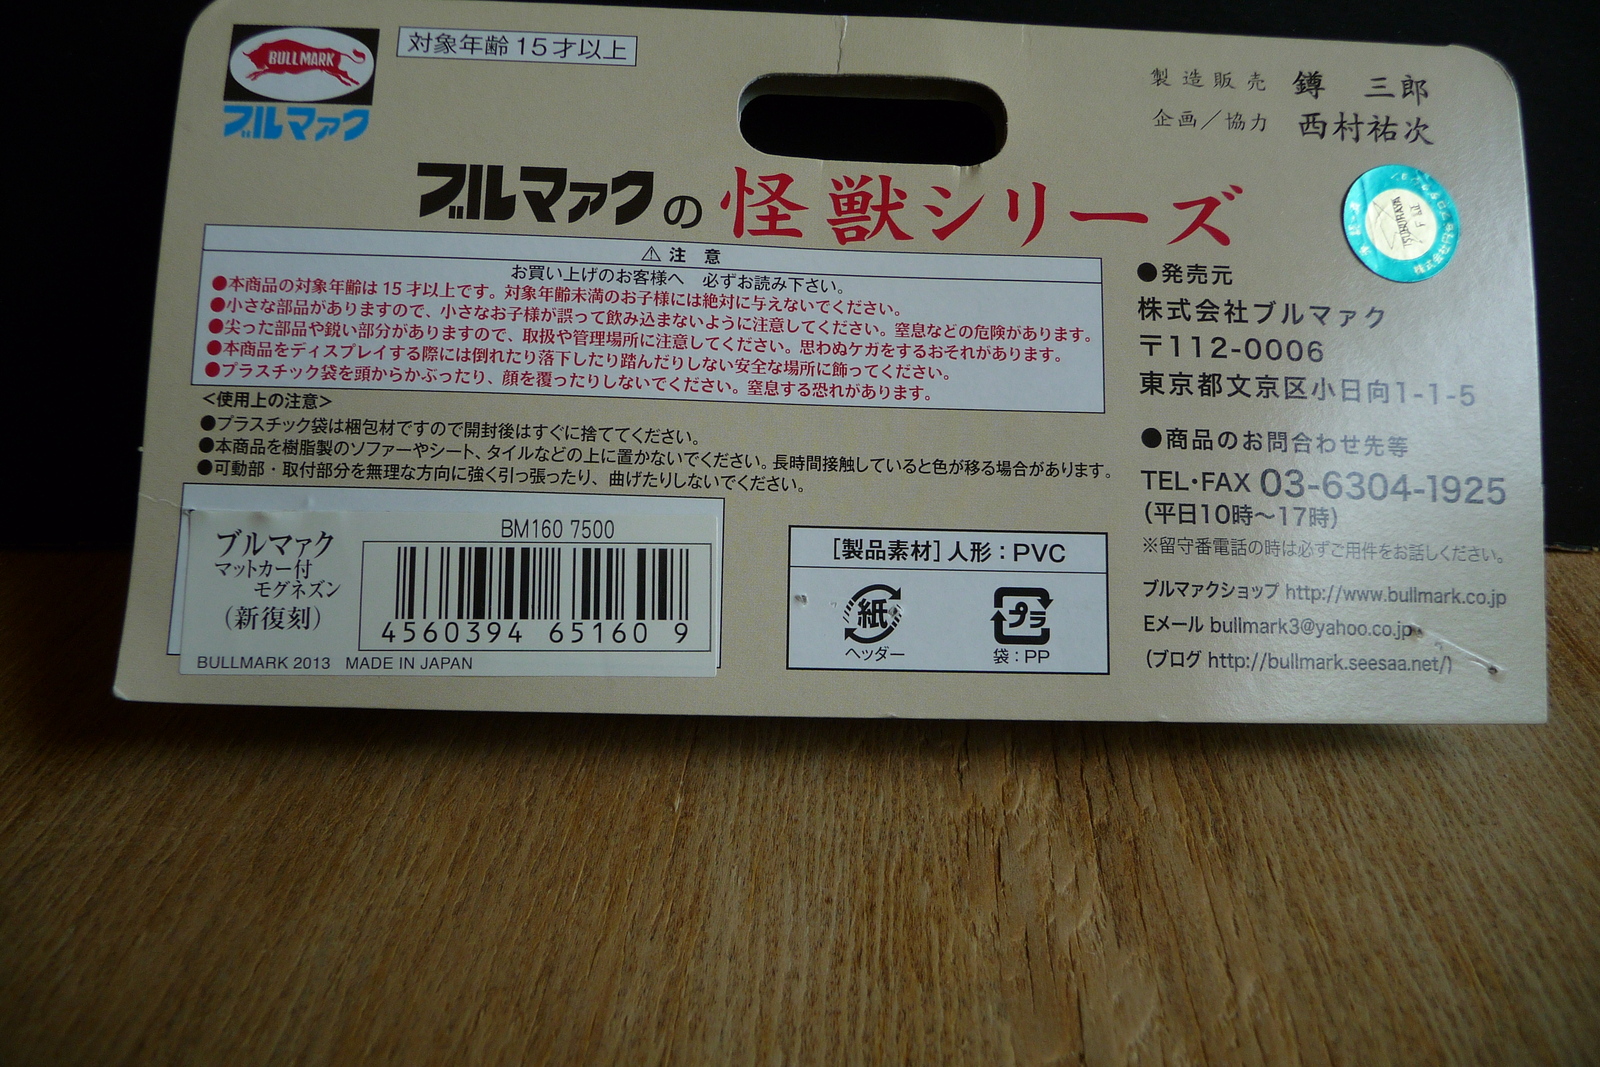 BULLMARK
ブルマァク
対象年齢15才以上
製造販売 鐏 三郎
企画／協力 西村祐次
ブルマァクの怪獣シリーズ
⚠注 意
お買い上げのお客様へ 必ずお読み下さい。
●本商品の対象年齢は15才以上です。対象年齢未満のお子様には絶対に与えないでください。
●小さな部品がありますので、小さなお子様が誤って飲み込まないように注意してください。窒息などの危険があります。
●尖った部品や鋭い部分がありますので、取扱や管理場所に注意してください。思わぬケガをするおそれがあります。
●本商品をディスプレイする際には倒れたり落下したり踏んだりしない安全な場所に飾ってください。
●プラスチック袋を頭からかぶったり、顔を覆ったりしないでください。窒息する恐れがあります。
＜使用上の注意＞
●プラスチック袋は梱包材ですので開封後はすぐに捨ててください。
●本商品を樹脂製のソファーやシート、タイルなどの上に置かないでください。長時間接触していると色が移る場合があります。
●可動部・取付部分を無理な方向に強く引っ張ったり、曲げたりしないでください。
BM160 7500
ブルマァク
マットカー付
モグネズン
（新復刻）
4560394 65160 9
BULLMARK 2013 MADE IN JAPAN
［製品素材］人形：PVC
紙
ヘッダー
プラ
袋：PP
●発売元
株式会社ブルマァク
〒112-0006
東京都文京区小日向1-1-5
●商品のお問合わせ先等
TEL・FAX 03-6304-1925
（平日10時〜17時）
※留守番電話の時は必ずご用件をお話しください。
ブルマァクショップ http://www.bullmark.co.jp
Eメール bullmark3@yahoo.co.jp
（ブログ http://bullmark.seesaa.net/）